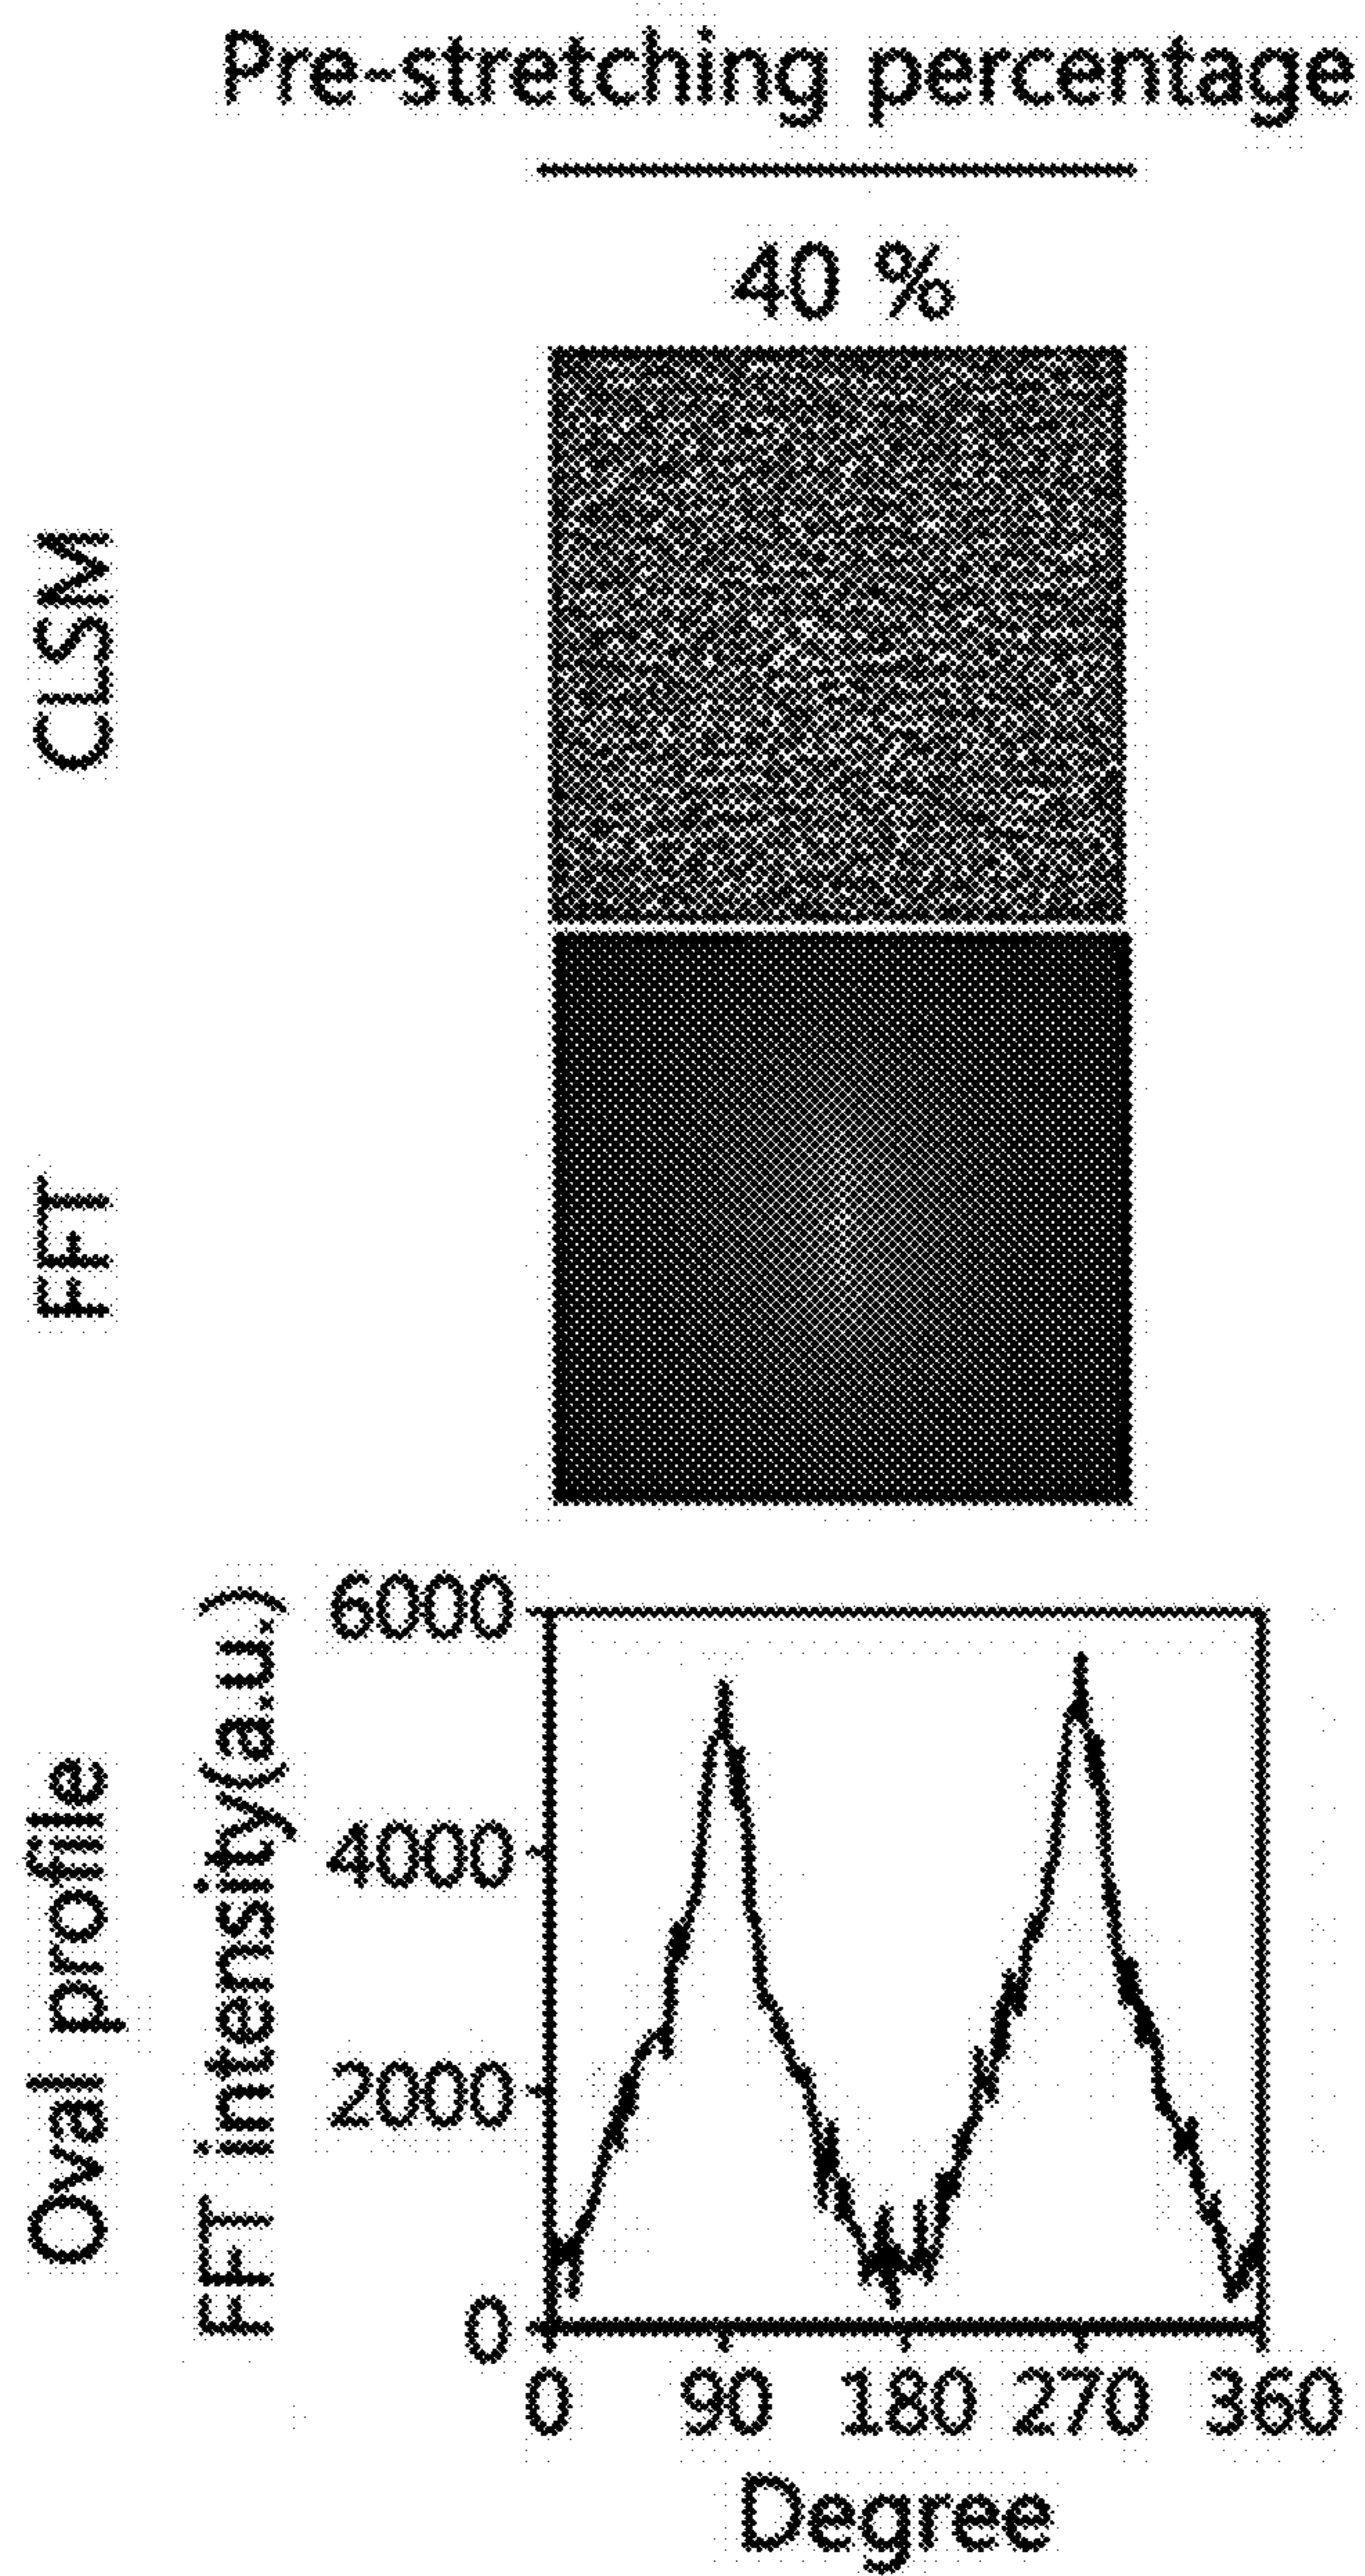 Pre-stretching percentage
40 %
CLSM
FFT
Oval profile
FFT intensity(a.u.)
6000
4000
2000
0
0 90 180 270 360
Degree